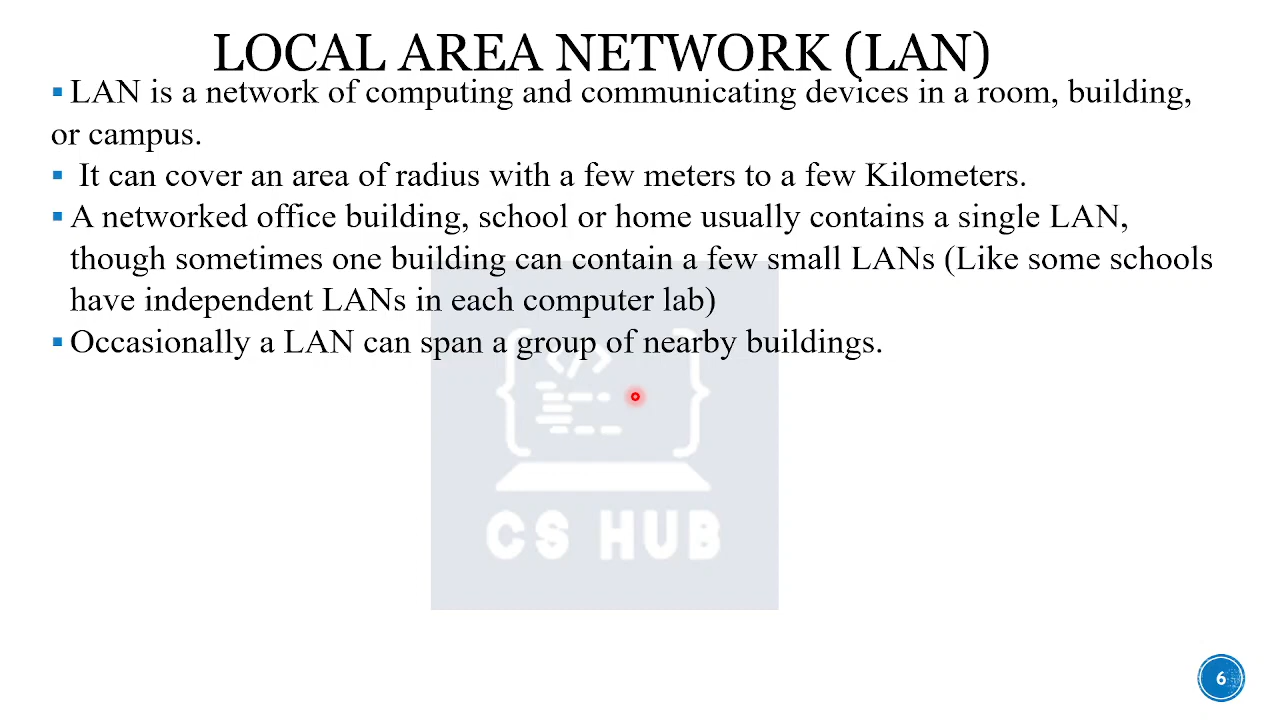 LOCAL AREA NETWORK (LAN)
▪ LAN is a network of computing and communicating devices in a room, building,
or campus.
▪ It can cover an area of radius with a few meters to a few Kilometers.
▪ A networked office building, school or home usually contains a single LAN,
though sometimes one building can contain a few small LANs (Like some schools
have independent LANs in each computer lab)
▪ Occasionally a LAN can span a group of nearby buildings.
</>
CS HUB
6